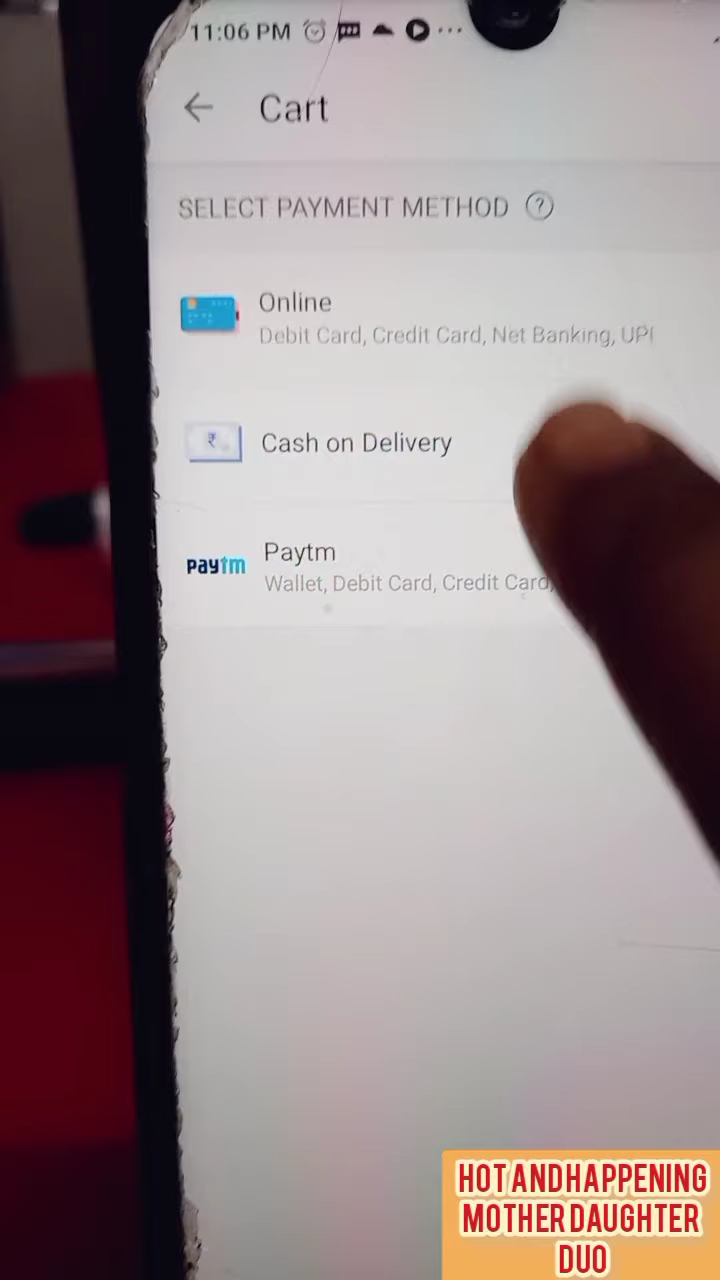 11:06 PM
Cart
SELECT PAYMENT METHOD ?
Online
Debit Card, Credit Card, Net Banking, UPI
₹
Cash on Delivery
Paytm
paytm
Wallet, Debit Card, Credit Card,
HOT AND HAPPENING
MOTHER DAUGHTER
DUO